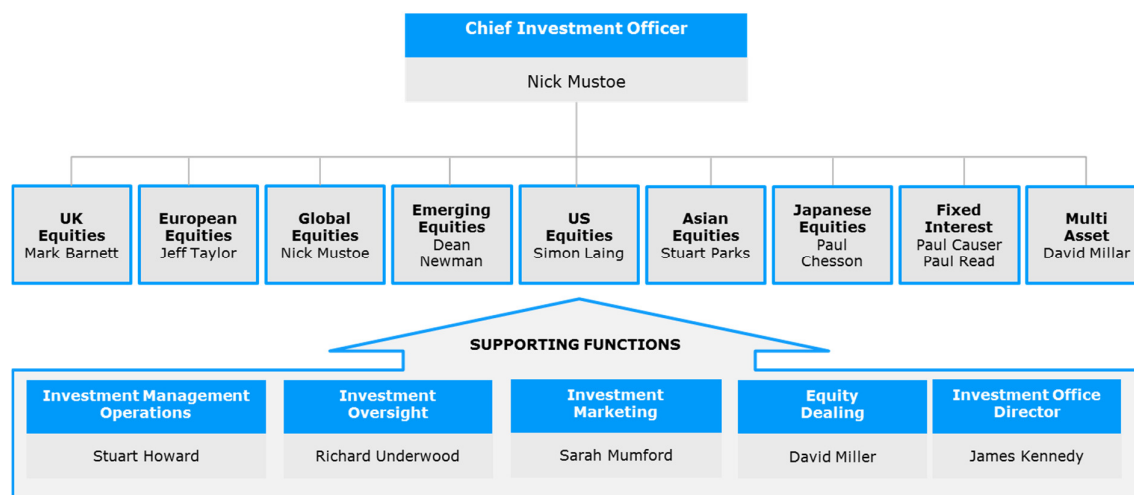 Chief Investment Officer
Nick Mustoe
UK
Equities
Mark Barnett
European
Equities
Jeff Taylor
Global
Equities
Nick Mustoe
Emerging
Equities
Dean
Newman
US
Equities
Simon Laing
Asian
Equities
Stuart Parks
Japanese
Equities
Paul
Chesson
Fixed
Interest
Paul Causer
Paul Read
Multi
Asset
David Millar
SUPPORTING FUNCTIONS
Investment Management
Operations
Stuart Howard
Investment
Oversight
Richard Underwood
Investment
Marketing
Sarah Mumford
Equity
Dealing
David Miller
Investment Office
Director
James Kennedy